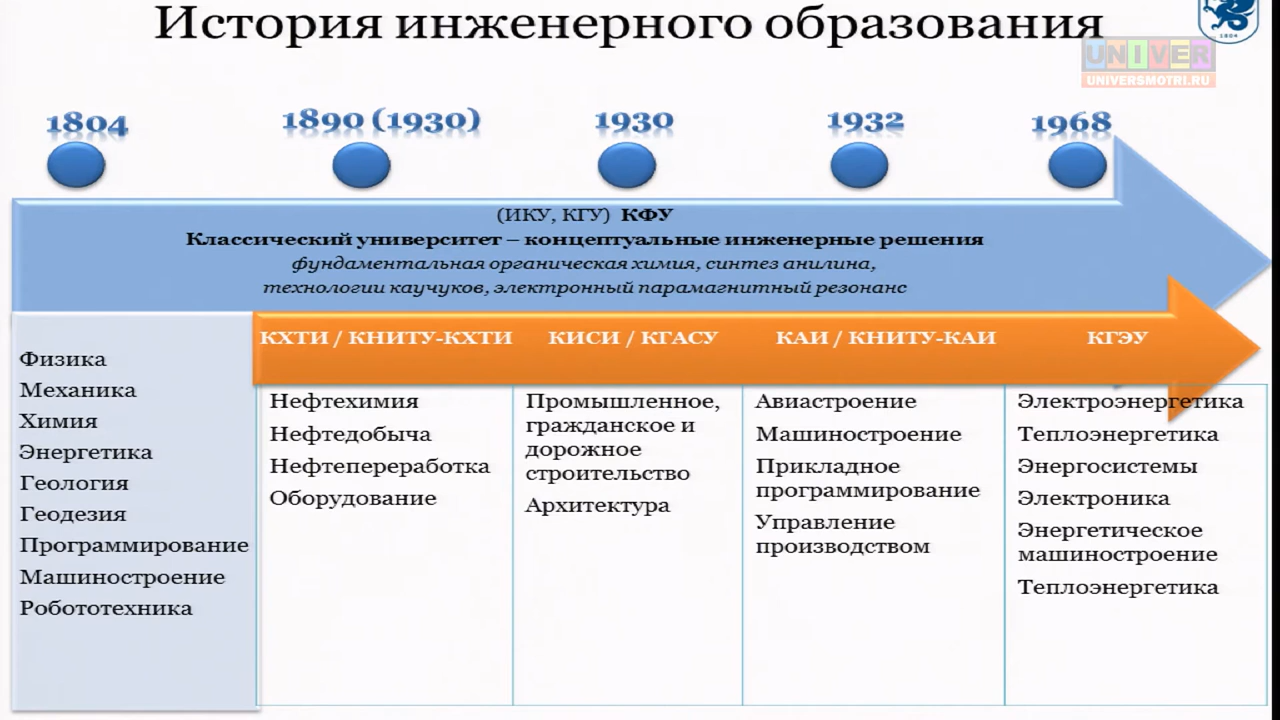 История инженерного образования
1804
UNIVER
UNIVERSMOTRI.RU
1804
1890 (1930)
1930
1932
1968
(ИКУ, КГУ) КФУ
Классический университет – концептуальные инженерные решения
фундаментальная органическая химия, синтез анилина,
технологии каучуков, электронный парамагнитный резонанс
КХТИ / КНИТУ-КХТИ
КИСИ / КГАСУ
КАИ / КНИТУ-КАИ
КГЭУ
Физика
Механика
Химия
Энергетика
Геология
Геодезия
Программирование
Машиностроение
Робототехника
Нефтехимия
Нефтедобыча
Нефтепереработка
Оборудование
Промышленное,
гражданское и
дорожное
строительство
Архитектура
Авиастроение
Машиностроение
Прикладное
программирование
Управление
производством
Электроэнергетика
Теплоэнергетика
Энергосистемы
Электроника
Энергетическое
машиностроение
Теплоэнергетика